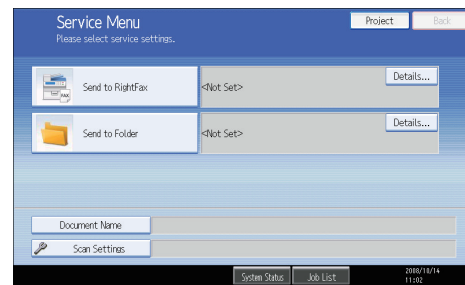 Service Menu
Please select service settings.
Project
Back
FAX
Send to RightFax
<Not Set>
Details...
Send to Folder
<Not Set>
Details...
Document Name
Scan Settings
System Status
Job List
2008/10/14
11:02